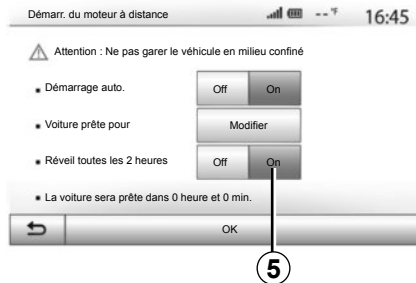 Démarr. du moteur à distance -- °F 16:45
Attention : Ne pas garer le véhicule en milieu confiné
Démarrage auto. Off On
Voiture prête pour Modifier
Réveil toutes les 2 heures Off On
La voiture sera prête dans 0 heure et 0 min.
OK
5